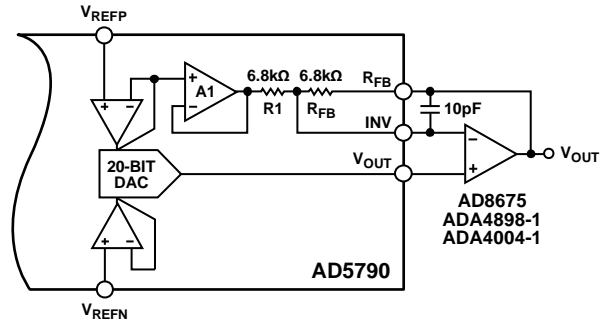 VREFP
6.8kΩ 6.8kΩ
RFB
A1
R1 RFB
10pF
INV
20-BIT
DAC
VOUT
VOUT
AD8675
ADA4898-1
ADA4004-1
AD5790
VREFN